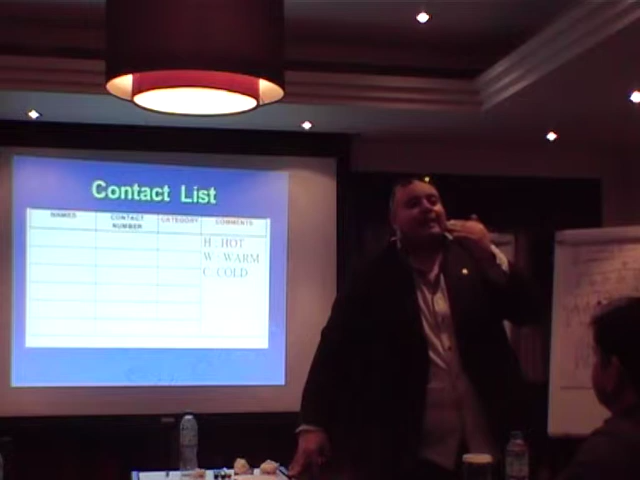 Contact List
NAMES CONTACT NUMBER CATEGORY COMMENTS
H - HOT
W - WARM
C - COLD